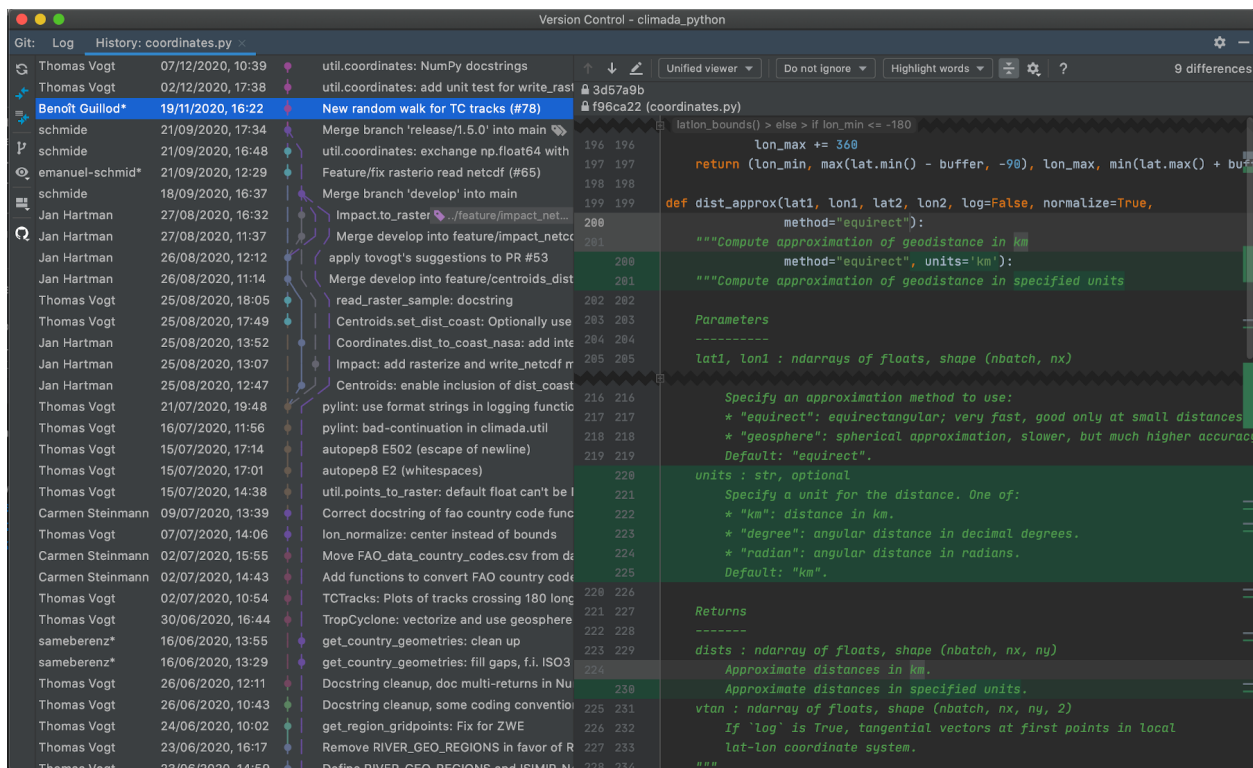 Version Control - climada_python
Git: Log History: coordinates.py ×
Thomas Vogt 07/12/2020, 10:39 util.coordinates: NumPy docstrings
Thomas Vogt 02/12/2020, 17:38 util.coordinates: add unit test for write_rast
Benoît Guillod* 19/11/2020, 16:22 New random walk for TC tracks (#78)
schmide 21/09/2020, 17:34 Merge branch 'release/1.5.0' into main
schmide 21/09/2020, 16:48 util.coordinates: exchange np.float64 with
emanuel-schmid* 21/09/2020, 12:29 Feature/fix rasterio read netcdf (#65)
schmide 18/09/2020, 16:37 Merge branch 'develop' into main
Jan Hartman 27/08/2020, 16:32 Impact.to_raster ../feature/impact_net...
Jan Hartman 27/08/2020, 11:37 Merge develop into feature/impact_netcd
Jan Hartman 26/08/2020, 12:12 apply tovogt's suggestions to PR #53
Jan Hartman 26/08/2020, 11:14 Merge develop into feature/centroids_dist
Thomas Vogt 25/08/2020, 18:05 read_raster_sample: docstring
Thomas Vogt 25/08/2020, 17:49 Centroids.set_dist_coast: Optionally use
Jan Hartman 25/08/2020, 13:52 Coordinates.dist_to_coast_nasa: add inte
Jan Hartman 25/08/2020, 13:07 Impact: add rasterize and write_netcdf m
Jan Hartman 25/08/2020, 12:47 Centroids: enable inclusion of dist_coast
Thomas Vogt 21/07/2020, 19:48 pylint: use format strings in logging functio
Thomas Vogt 16/07/2020, 11:56 pylint: bad-continuation in climada.util
Thomas Vogt 15/07/2020, 17:14 autopep8 E502 (escape of newline)
Thomas Vogt 15/07/2020, 17:01 autopep8 E2 (whitespaces)
Thomas Vogt 15/07/2020, 14:38 util.points_to_raster: default float can't be
Carmen Steinmann 09/07/2020, 13:39 Correct docstring of fao country code func
Thomas Vogt 07/07/2020, 14:06 lon_normalize: center instead of bounds
Carmen Steinmann 02/07/2020, 15:55 Move FAO_data_country_codes.csv from da
Carmen Steinmann 02/07/2020, 14:43 Add functions to convert FAO country code
Thomas Vogt 02/07/2020, 10:54 TCTracks: Plots of tracks crossing 180 long
Thomas Vogt 30/06/2020, 16:44 TropCyclone: vectorize and use geosphere
sameberenz* 16/06/2020, 13:55 get_country_geometries: clean up
sameberenz* 16/06/2020, 13:29 get_country_geometries: fill gaps, f.i. ISO3
Thomas Vogt 26/06/2020, 12:11 Docstring cleanup, doc multi-returns in Nu
Thomas Vogt 26/06/2020, 10:43 Docstring cleanup, some coding conventio
Thomas Vogt 24/06/2020, 10:02 get_region_gridpoints: Fix for ZWE
Thomas Vogt 23/06/2020, 16:17 Remove RIVER_GEO_REGIONS in favor of R
Thomas Vogt 23/06/2020, 14:59 Define RIVER_GEO_REGIONS and ISIMIP
Unified viewer Do not ignore Highlight words ? 9 differences
3d57a9b
f96ca22 (coordinates.py)
latlon_bounds() > else > if lon_min <= -180
196 196 lon_max += 360
197 197 return (lon_min, max(lat.min() - buffer, -90), lon_max, min(lat.max() + buf
198 198
199 199 def dist_approx(lat1, lon1, lat2, lon2, log=False, normalize=True,
200 method="equirect"):
201 """Compute approximation of geodistance in km
200 method="equirect", units='km'):
201 """Compute approximation of geodistance in specified units
202 202
203 203 Parameters
204 204 ----------
205 205 lat1, lon1 : ndarrays of floats, shape (nbatch, nx)
216 216 Specify an approximation method to use:
217 217 * "equirect": equirectangular; very fast, good only at small distances
218 218 * "geosphere": spherical approximation, slower, but much higher accurac
219 219 Default: "equirect".
220 units : str, optional
221 Specify a unit for the distance. One of:
222 * "km": distance in km.
223 * "degree": angular distance in decimal degrees.
224 * "radian": angular distance in radians.
225 Default: "km".
220 226
221 227 Returns
222 228 -------
223 229 dists : ndarray of floats, shape (nbatch, nx, ny)
224 Approximate distances in km.
230 Approximate distances in specified units.
225 231 vtan : ndarray of floats, shape (nbatch, nx, ny, 2)
226 232 If `log` is True, tangential vectors at first points in local
227 233 lat-lon coordinate system.
228 234 """